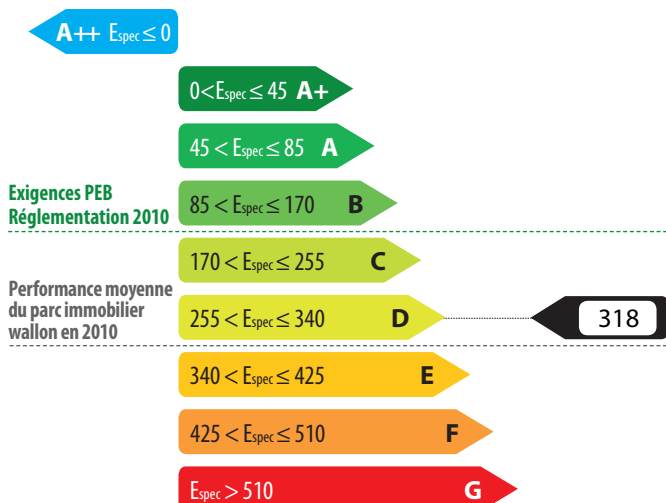 A++ Espec ≤ 0
0<Espec ≤ 45 A+
45 < Espec ≤ 85 A
Exigences PEB
Réglementation 2010
85 < Espec ≤ 170 B
170 < Espec ≤ 255 C
Performance moyenne
du parc immobilier
wallon en 2010
255 < Espec ≤ 340 D
318
340 < Espec ≤ 425 E
425 < Espec ≤ 510 F
Espec > 510 G